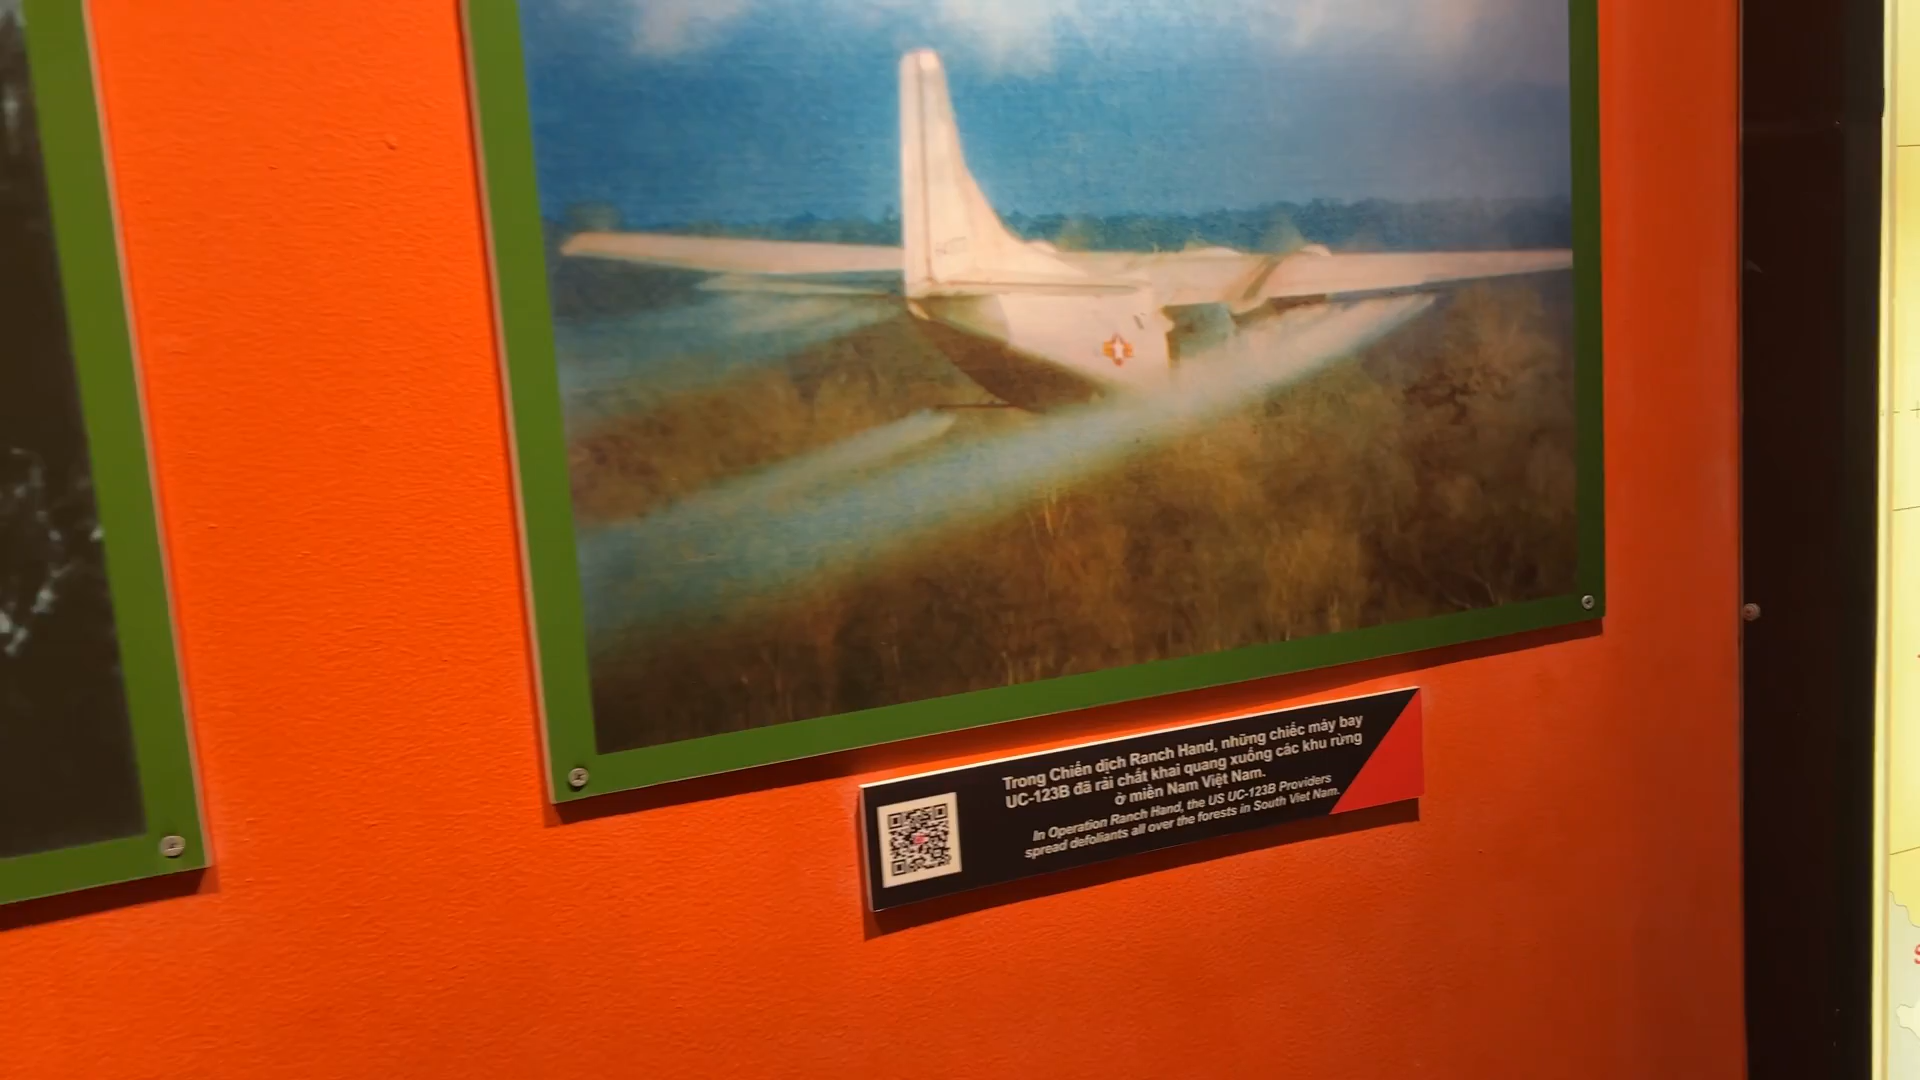 Trong Chiến dịch Ranch Hand, những chiếc máy bay
UC-123B đã rải chất khai quang xuống các khu rừng
ở miền Nam Việt Nam.
In Operation Ranch Hand, the US UC-123B Providers
spread defoliants all over the forests in South Viet Nam.